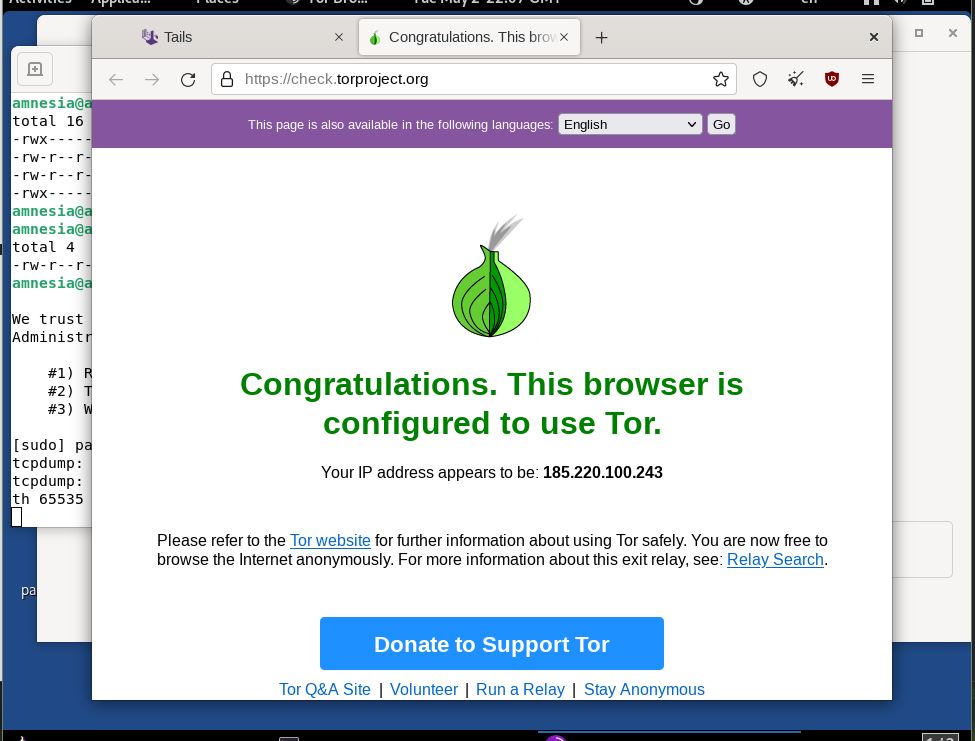 Tails
Congratulations. This brow
https://check.torproject.org
This page is also available in the following languages: English Go
amnesia@a
total 16
-rwx-----
-rw-r--r-
-rw-r--r-
-rwx-----
amnesia@a
amnesia@a
total 4
-rw-r--r-
amnesia@a
We trust
Administr
#1) R
#2) T
#3) W
[sudo] pa
tcpdump:
tcpdump:
th 65535
pa
Congratulations. This browser is
configured to use Tor.
Your IP address appears to be: 185.220.100.243
Please refer to the Tor website for further information about using Tor safely. You are now free to
browse the Internet anonymously. For more information about this exit relay, see: Relay Search.
Donate to Support Tor
Tor Q&A Site | Volunteer | Run a Relay | Stay Anonymous